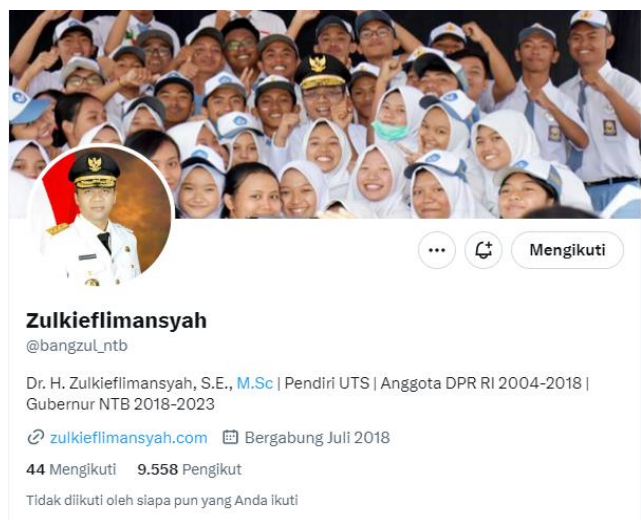 Mengikuti
Zulkieflimansyah
@bangzul_ntb
Dr. H. Zulkieflimansyah, S.E., M.Sc | Pendiri UTS | Anggota DPR RI 2004-2018 |
Gubernur NTB 2018-2023
zulkieflimansyah.com Bergabung Juli 2018
44 Mengikuti 9.558 Pengikut
Tidak diikuti oleh siapa pun yang Anda ikuti